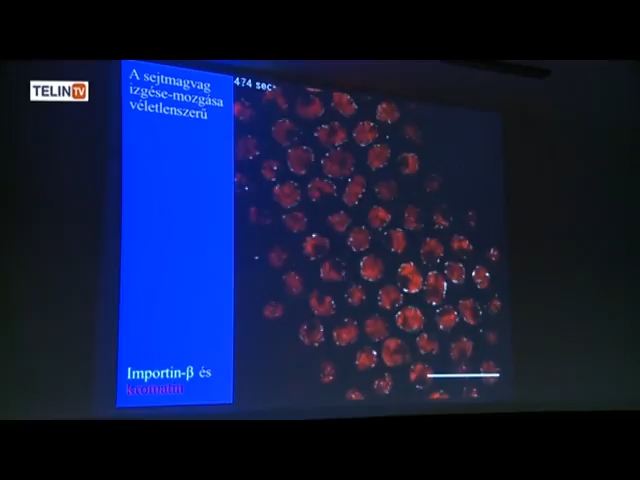 TELIN TV
A sejtmagvag
izgése-mozgása
véletlenszerű
474 sec
Importin-β és
kromatin